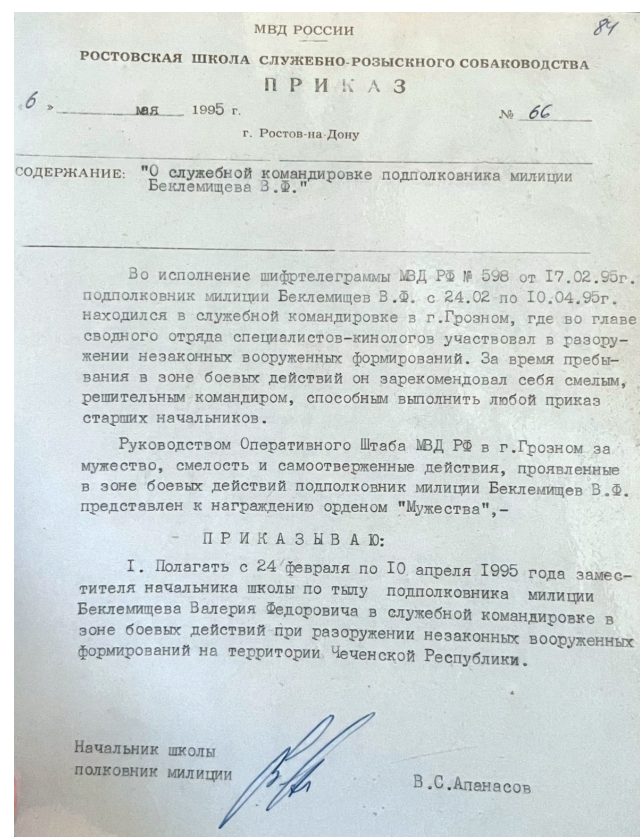 84
МВД РОССИИ
РОСТОВСКАЯ ШКОЛА СЛУЖЕБНО-РОЗЫСКНОГО СОБАКОВОДСТВА
ПРИКАЗ
6 » мая 1995 г. № 66
г. Ростов-на-Дону
СОДЕРЖАНИЕ: "О служебной командировке подполковника милиции
Беклемищева В.Ф."
Во исполнение шифртелеграммы МВД РФ № 598 от 17.02.95г.
подполковник милиции Беклемищев В.Ф. с 24.02 по 10.04.95г.
находился в служебной командировке в г.Грозном, где во главе
сводного отряда специалистов-кинологов участвовал в разору-
жении незаконных вооруженных формирований. За время пребы-
вания в зоне боевых действий он зарекомендовал себя смелым,
решительным командиром, способным выполнить любой приказ
старших начальников.
Руководством Оперативного Штаба МВД РФ в г.Грозном за
мужество, смелость и самоотверженные действия, проявленные
в зоне боевых действий подполковник милиции Беклемищев В.Ф.
представлен к награждению орденом "Мужества",-
- ПРИКАЗЫВАЮ:
I. Полагать с 24 февраля по 10 апреля 1995 года замес-
тителя начальника школы по тылу подполковника милиции
Беклемищева Валерия Федоровича в служебной командировке в
зоне боевых действий при разоружении незаконных вооруженных
формирований на территории Чеченской Республики.
Начальник школы
полковник милиции В.С.Апанасов